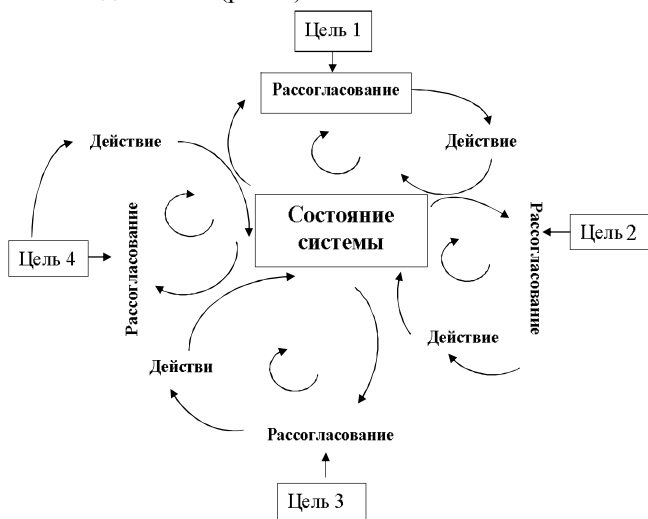 Цель 1
Рассогласование
Действие
Действие
Состояние
системы
Рассогласование
Цель 2
Цель 4
Рассогласование
Действие
Действи
Рассогласование
Цель 3